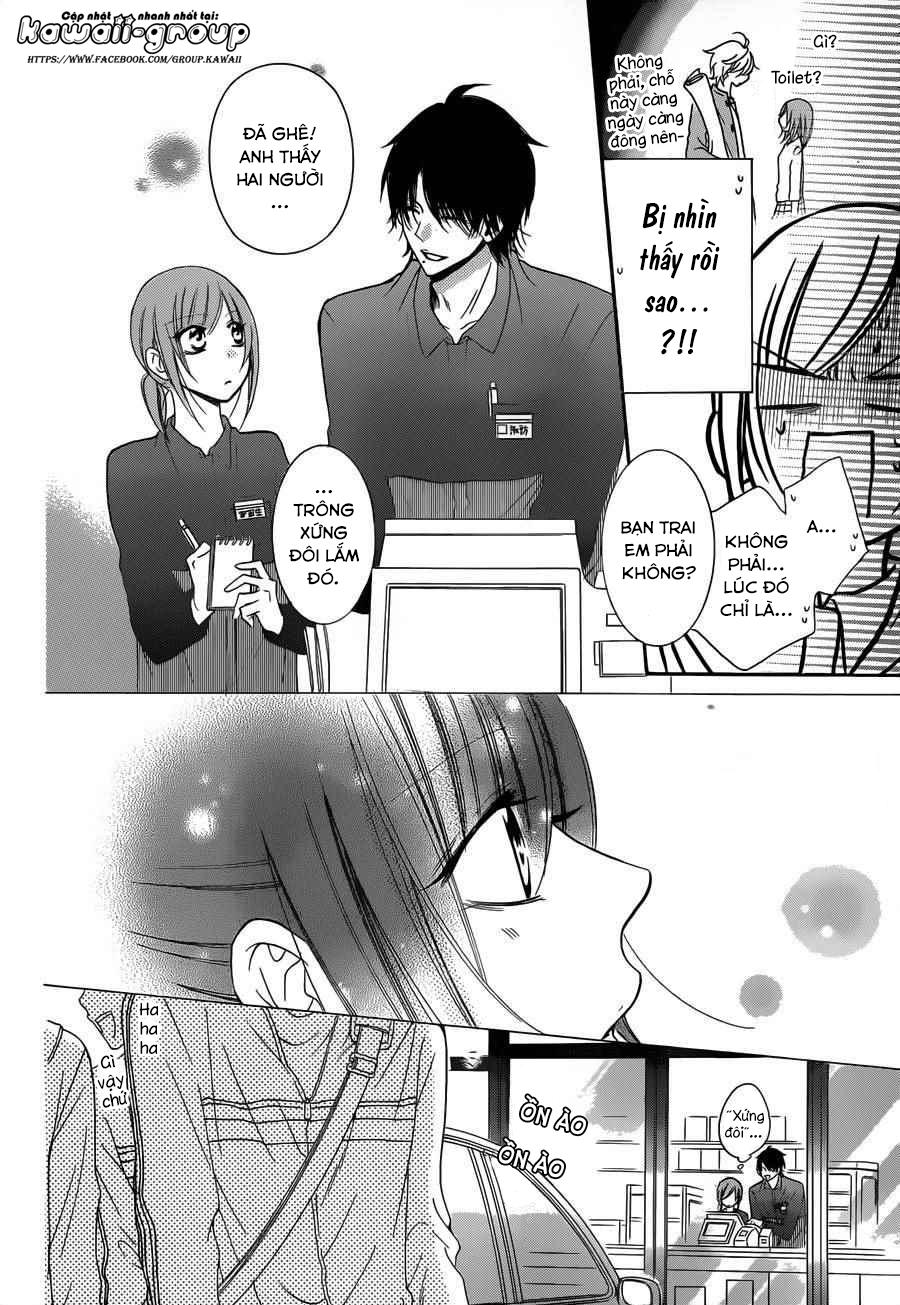 Cập nhật nhanh nhất tại:
kawaii-group
HTTPS://WWW.FACEBOOK.COM/GROUP.KAWAII
Gì?
Toilet?
Không
phải, chỗ
này càng
ngày càng
đông nên-
Bị nhìn
thấy rồi
sao...
?!!
A...
KHÔNG
PHẢI...
LÚC ĐÓ
CHỈ LÀ...
BẠN TRAI
EM PHẢI
KHÔNG?
ĐÃ GHÊ!
ANH THẤY
HAI NGƯỜI
...
...
TRÔNG
XỨNG
ĐÔI LẮM
ĐÓ.
諏訪
"Xứng
đôi"...
ỒN ÀO
ỒN ÀO
Ha
ha
ha
Gì
vậy
chứ